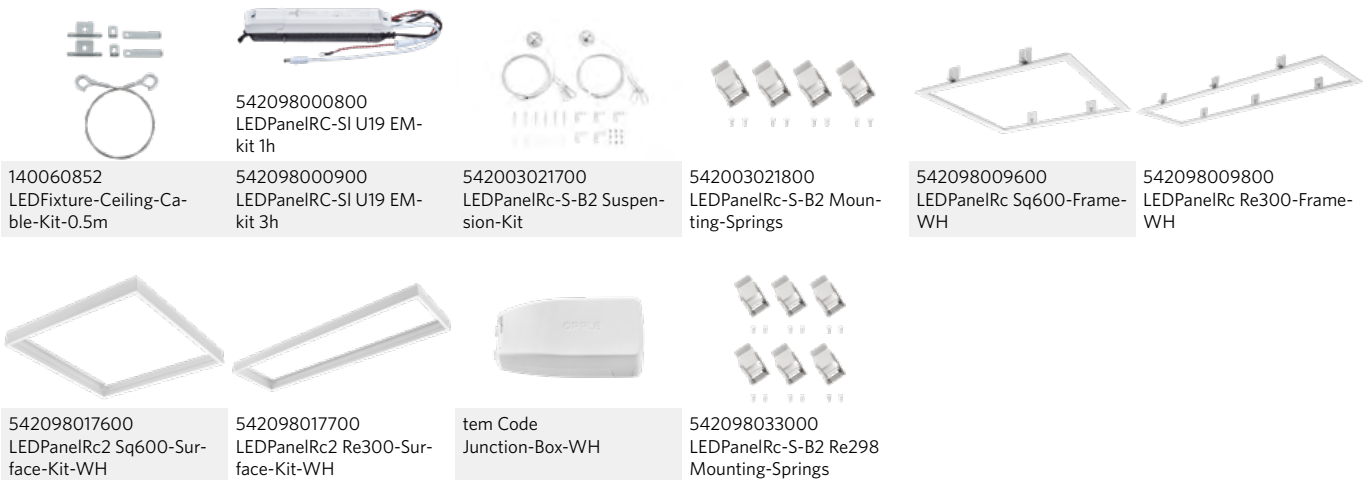 542098000800
LEDPanelRC-Sl U19 EM-
kit 1h
140060852
LEDFixture-Ceiling-Ca-
ble-Kit-0.5m
542098000900
LEDPanelRC-Sl U19 EM-
kit 3h
542003021700
LEDPanelRc-S-B2 Suspen-
sion-Kit
542003021800
LEDPanelRc-S-B2 Moun-
ting-Springs
542098009600
LEDPanelRc Sq600-Frame-
WH
542098009800
LEDPanelRc Re300-Frame-
WH
OPPLE
542098017600
LEDPanelRc2 Sq600-Sur-
face-Kit-WH
542098017700
LEDPanelRc2 Re300-Sur-
face-Kit-WH
tem Code
Junction-Box-WH
542098033000
LEDPanelRc-S-B2 Re298
Mounting-Springs